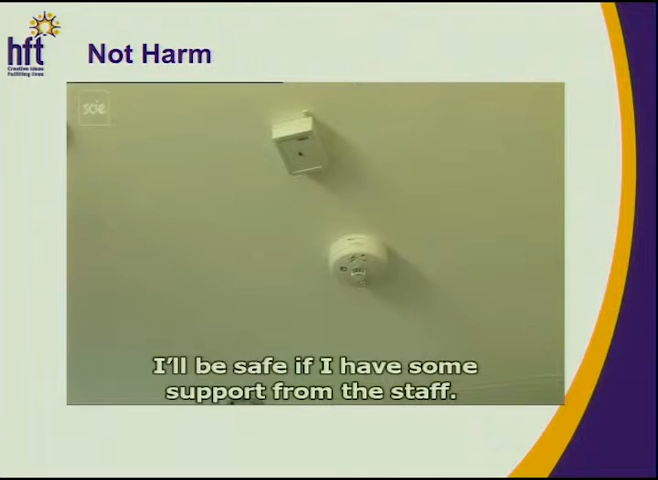 hft
Creative ideas
Fulfilling lives
Not Harm
scie
I'll be safe if I have some
support from the staff.